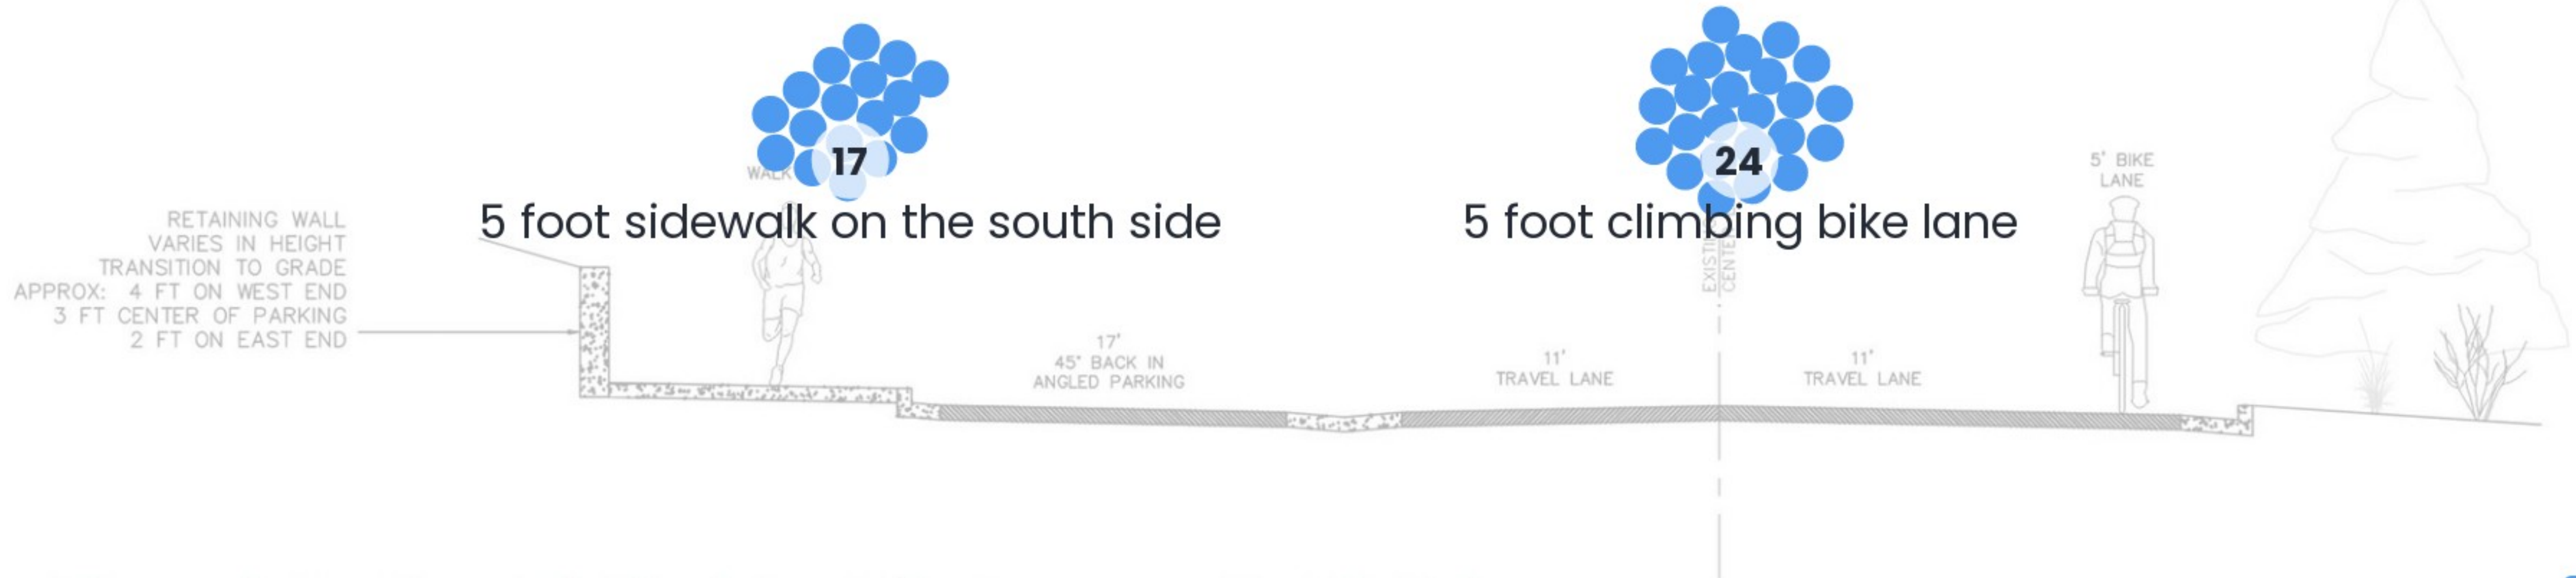 17
24
WALK
5 foot sidewalk on the south side
5 foot climbing bike lane
5' BIKE
LANE
RETAINING WALL
VARIES IN HEIGHT
TRANSITION TO GRADE
APPROX: 4 FT ON WEST END
3 FT CENTER OF PARKING
2 FT ON EAST END
17'
45° BACK IN
ANGLED PARKING
11'
TRAVEL LANE
11'
TRAVEL LANE